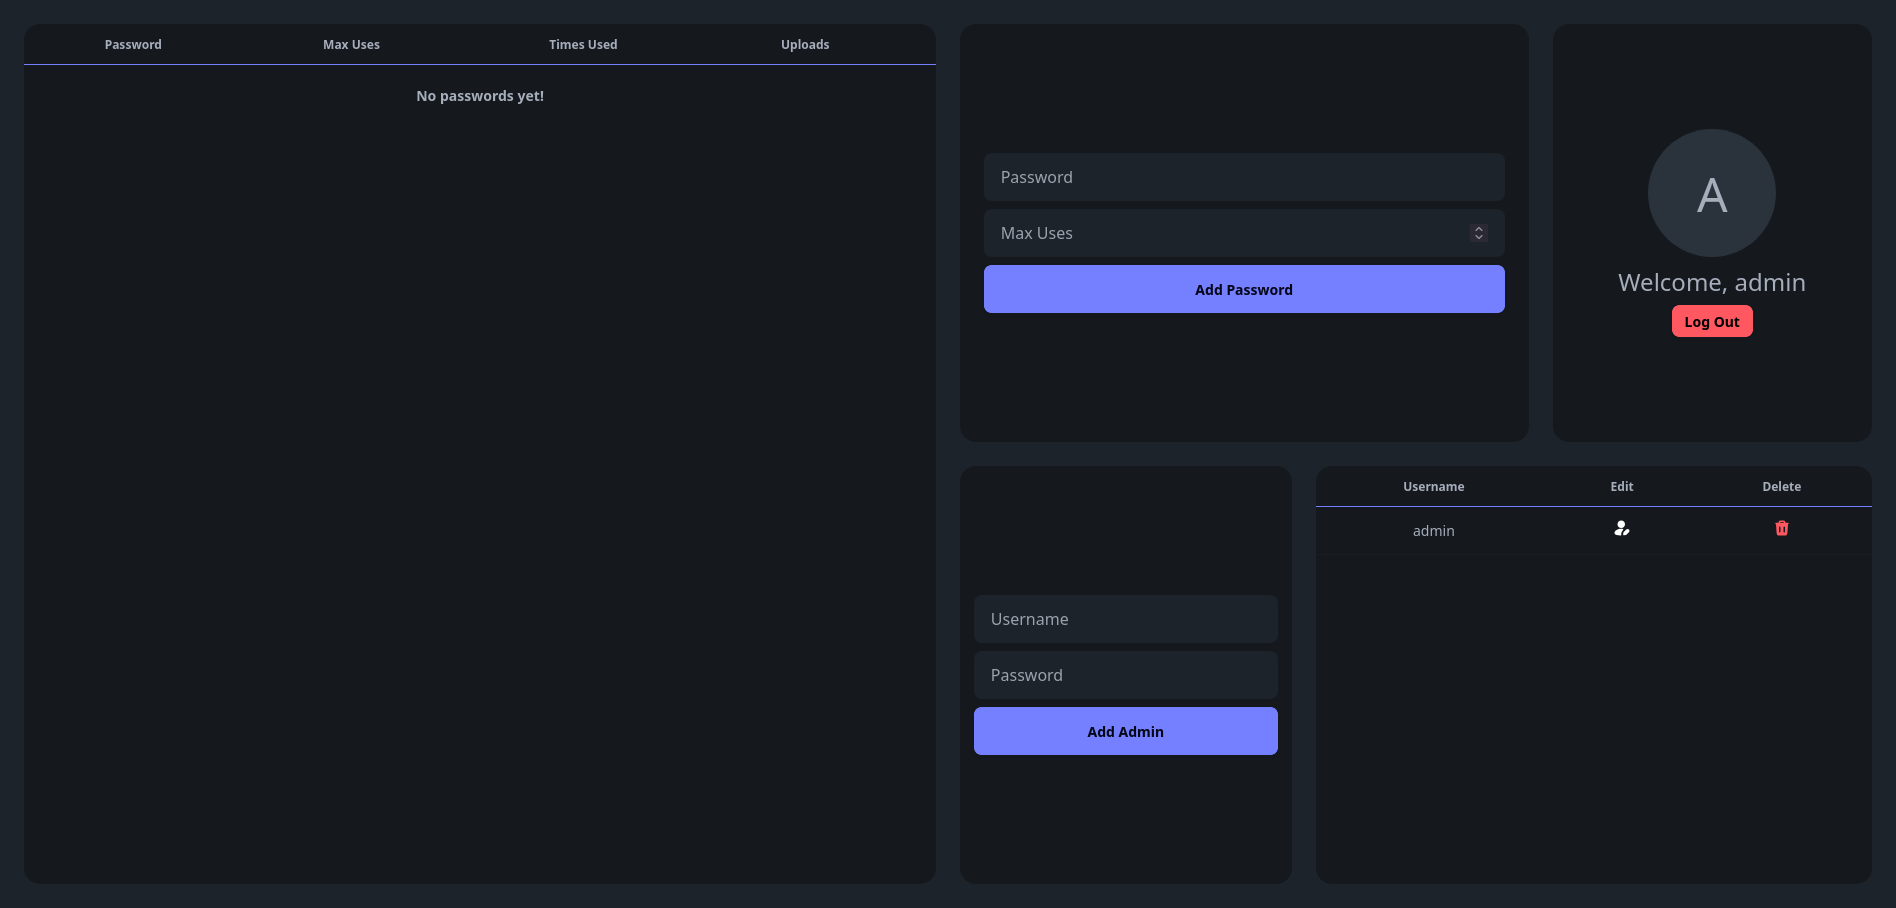 Password Max Uses Times Used Uploads
No passwords yet!
Password
Max Uses
Add Password
A
Welcome, admin
Log Out
Username
Password
Add Admin
Username Edit Delete
admin